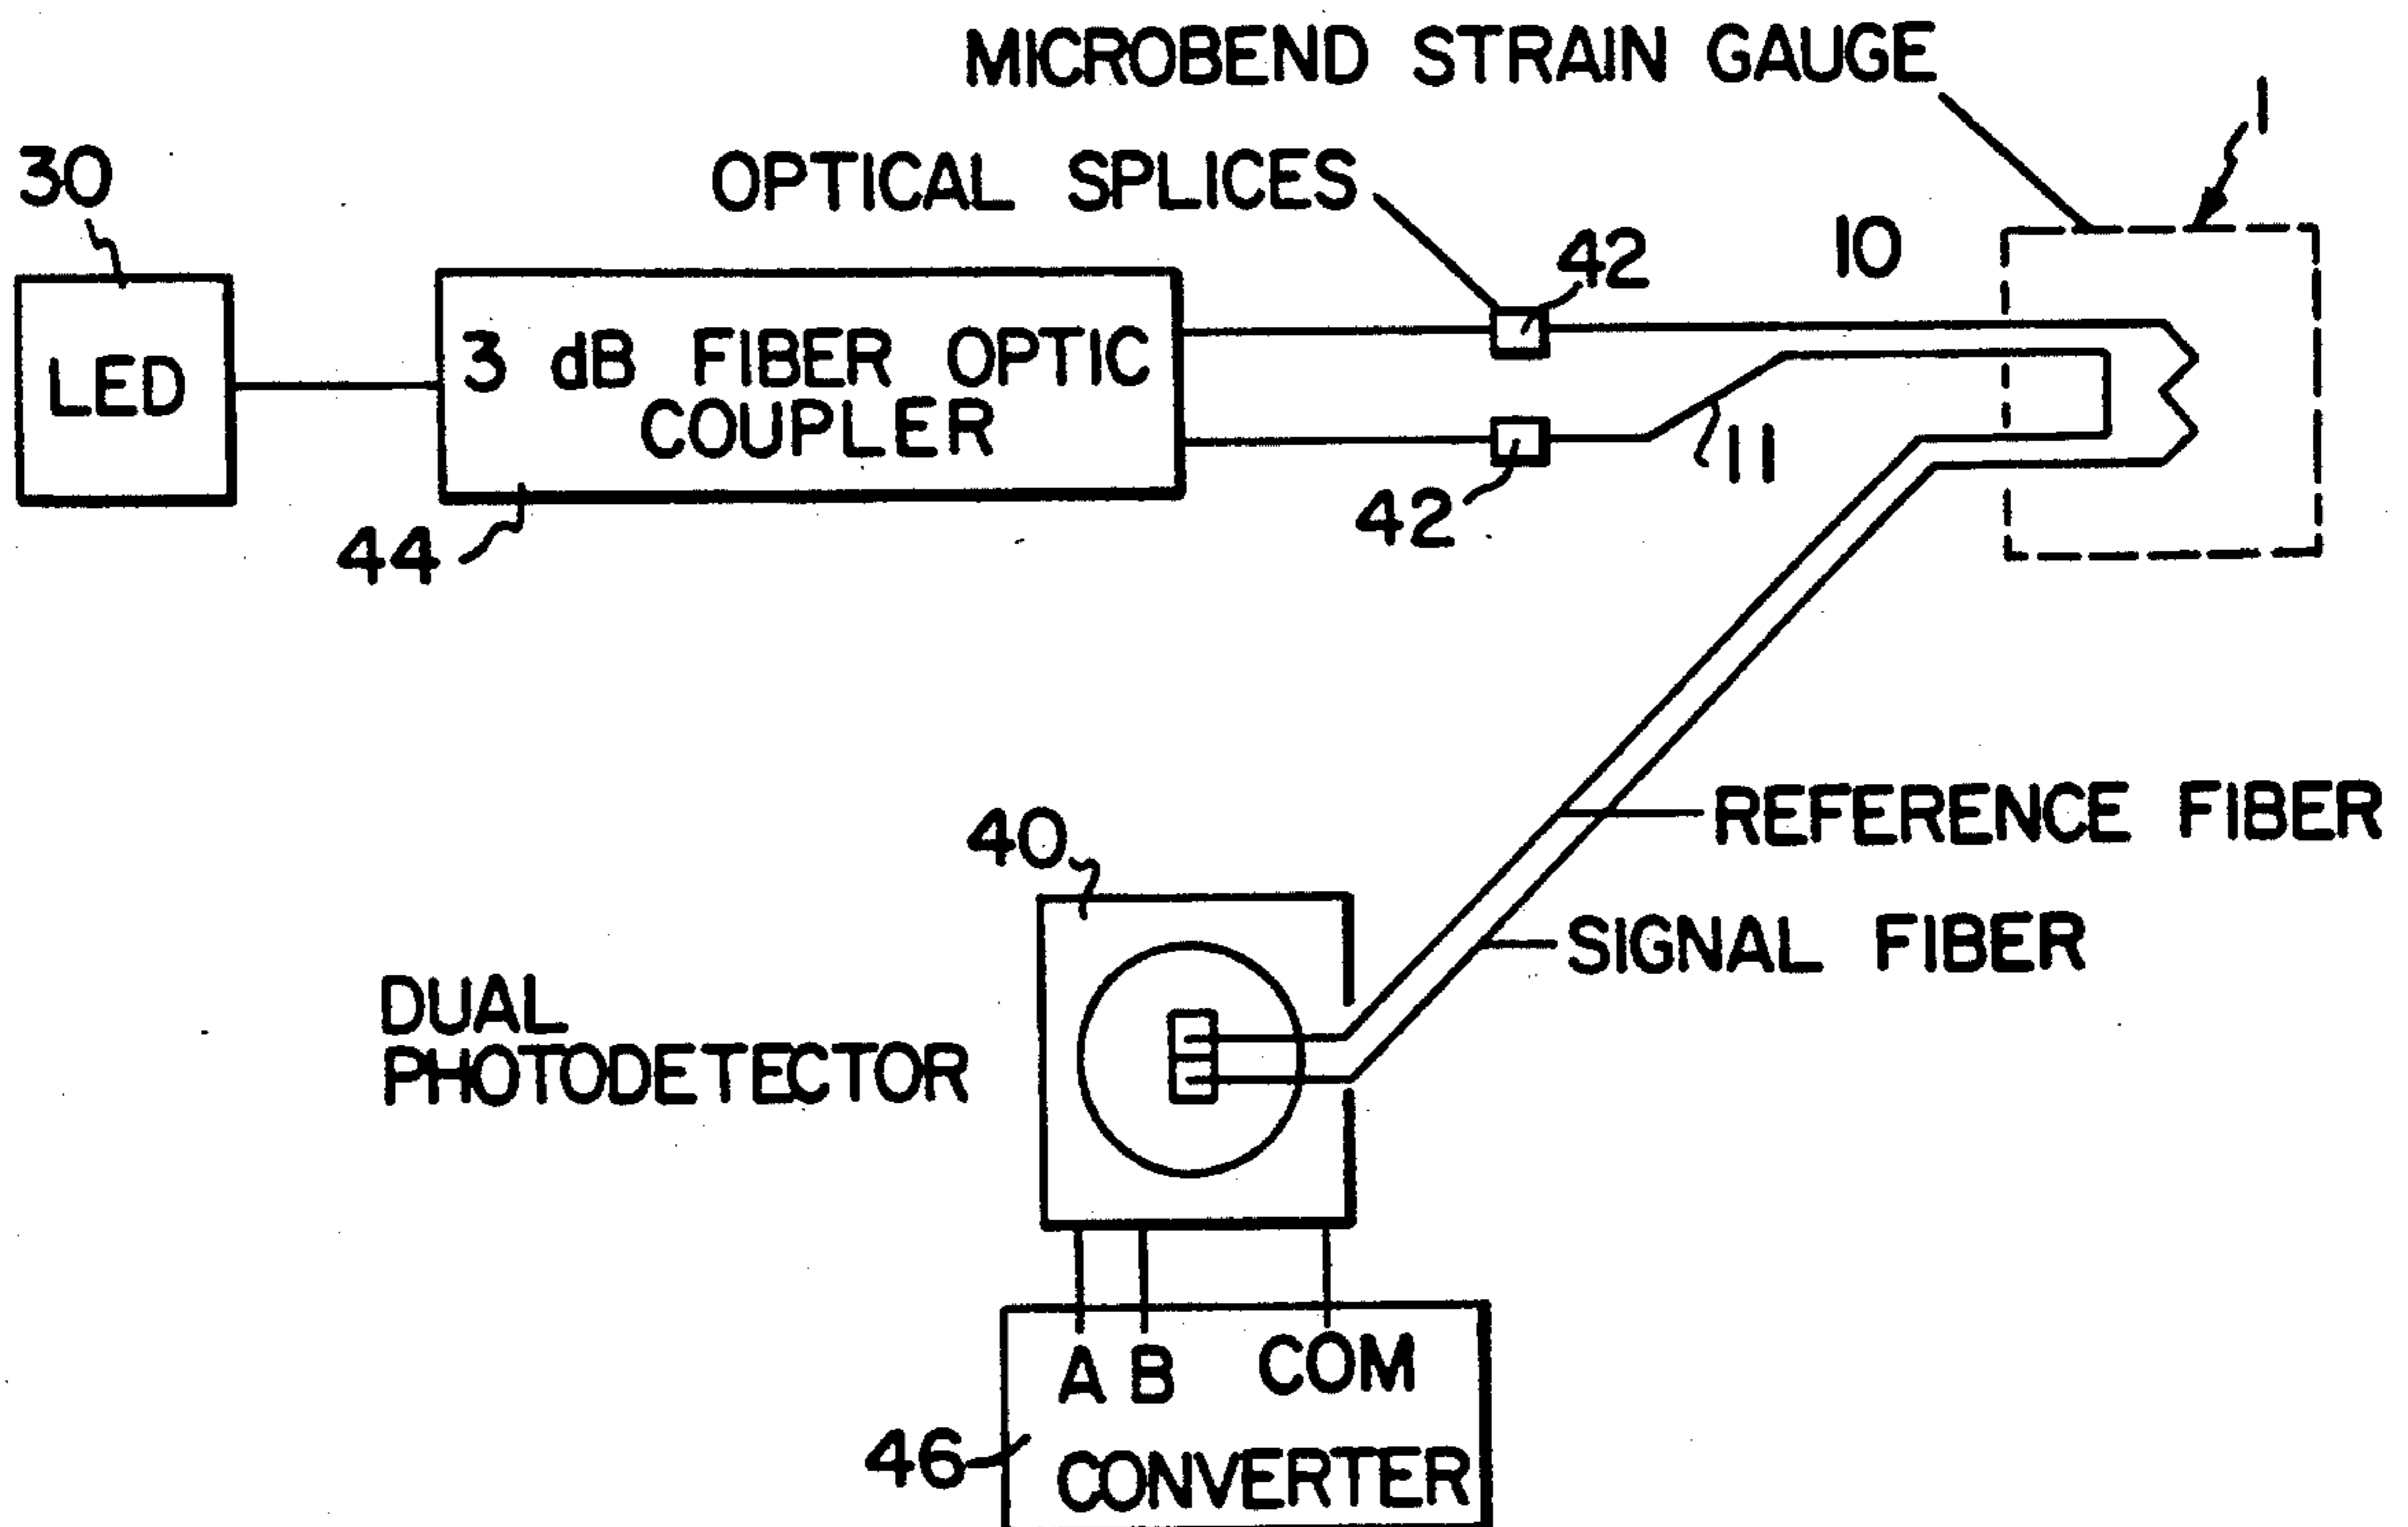 MICROBEND STRAIN GAUGE
1
OPTICAL SPLICES
30
42
10
LED
3 dB FIBER OPTIC
COUPLER
11
42
44
REFERENCE FIBER
40
SIGNAL FIBER
DUAL
PHOTODETECTOR
A B COM
46
CONVERTER